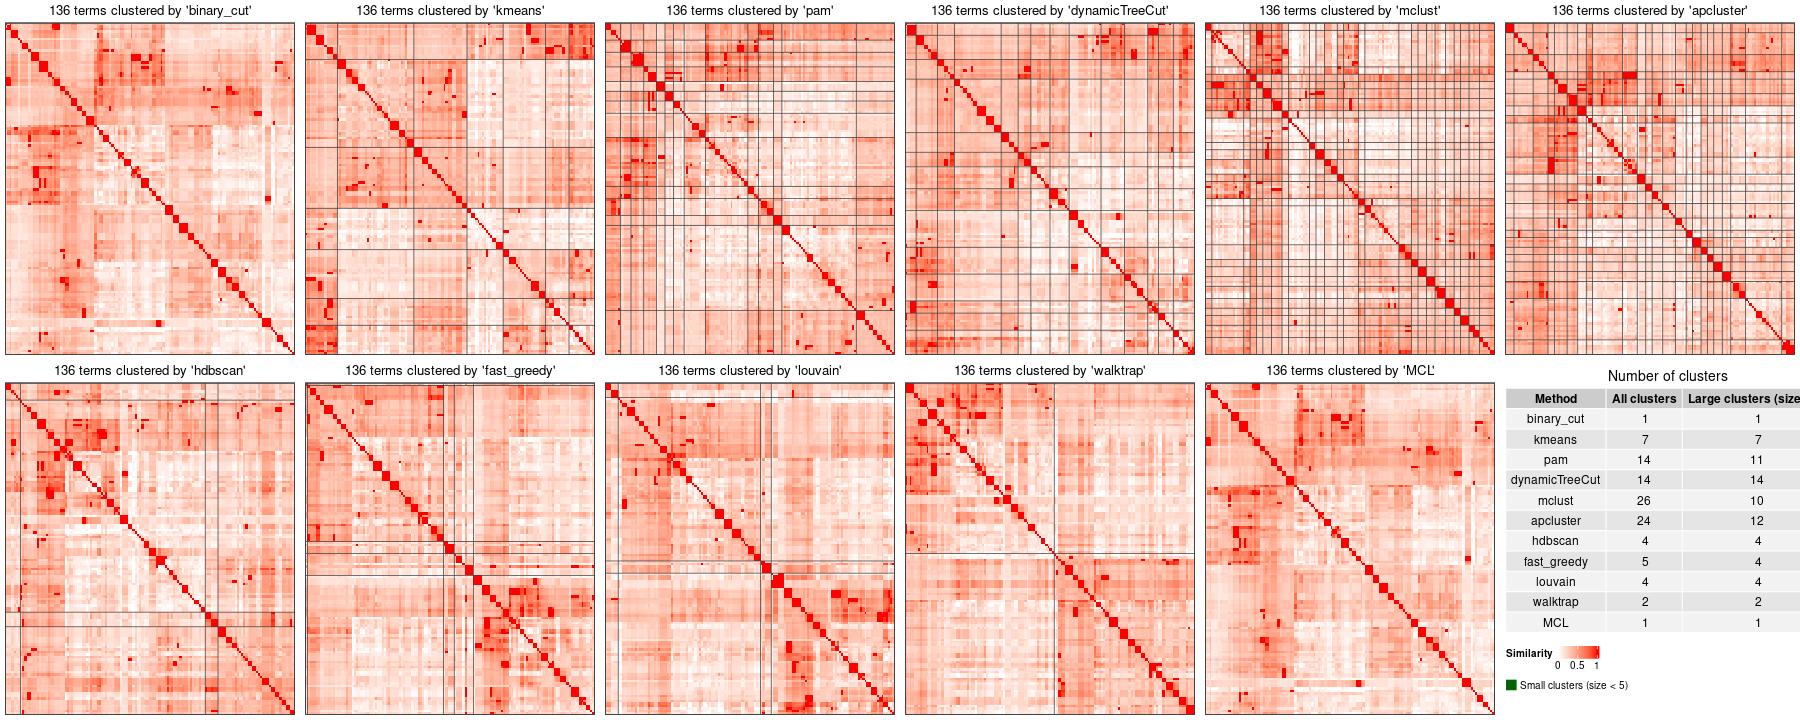 136 terms clustered by 'binary_cut'
136 terms clustered by 'kmeans'
136 terms clustered by 'pam'
136 terms clustered by 'dynamicTreeCut'
136 terms clustered by 'mclust'
136 terms clustered by 'apcluster'
136 terms clustered by 'hdbscan'
136 terms clustered by 'fast_greedy'
136 terms clustered by 'louvain'
136 terms clustered by 'walktrap'
136 terms clustered by 'MCL'
Number of clusters
Method All clusters Large clusters (size
binary_cut 1 1
kmeans 7 7
pam 14 11
dynamicTreeCut 14 14
mclust 26 10
apcluster 24 12
hdbscan 4 4
fast_greedy 5 4
louvain 4 4
walktrap 2 2
MCL 1 1
Similarity
0 0.5 1
Small clusters (size < 5)